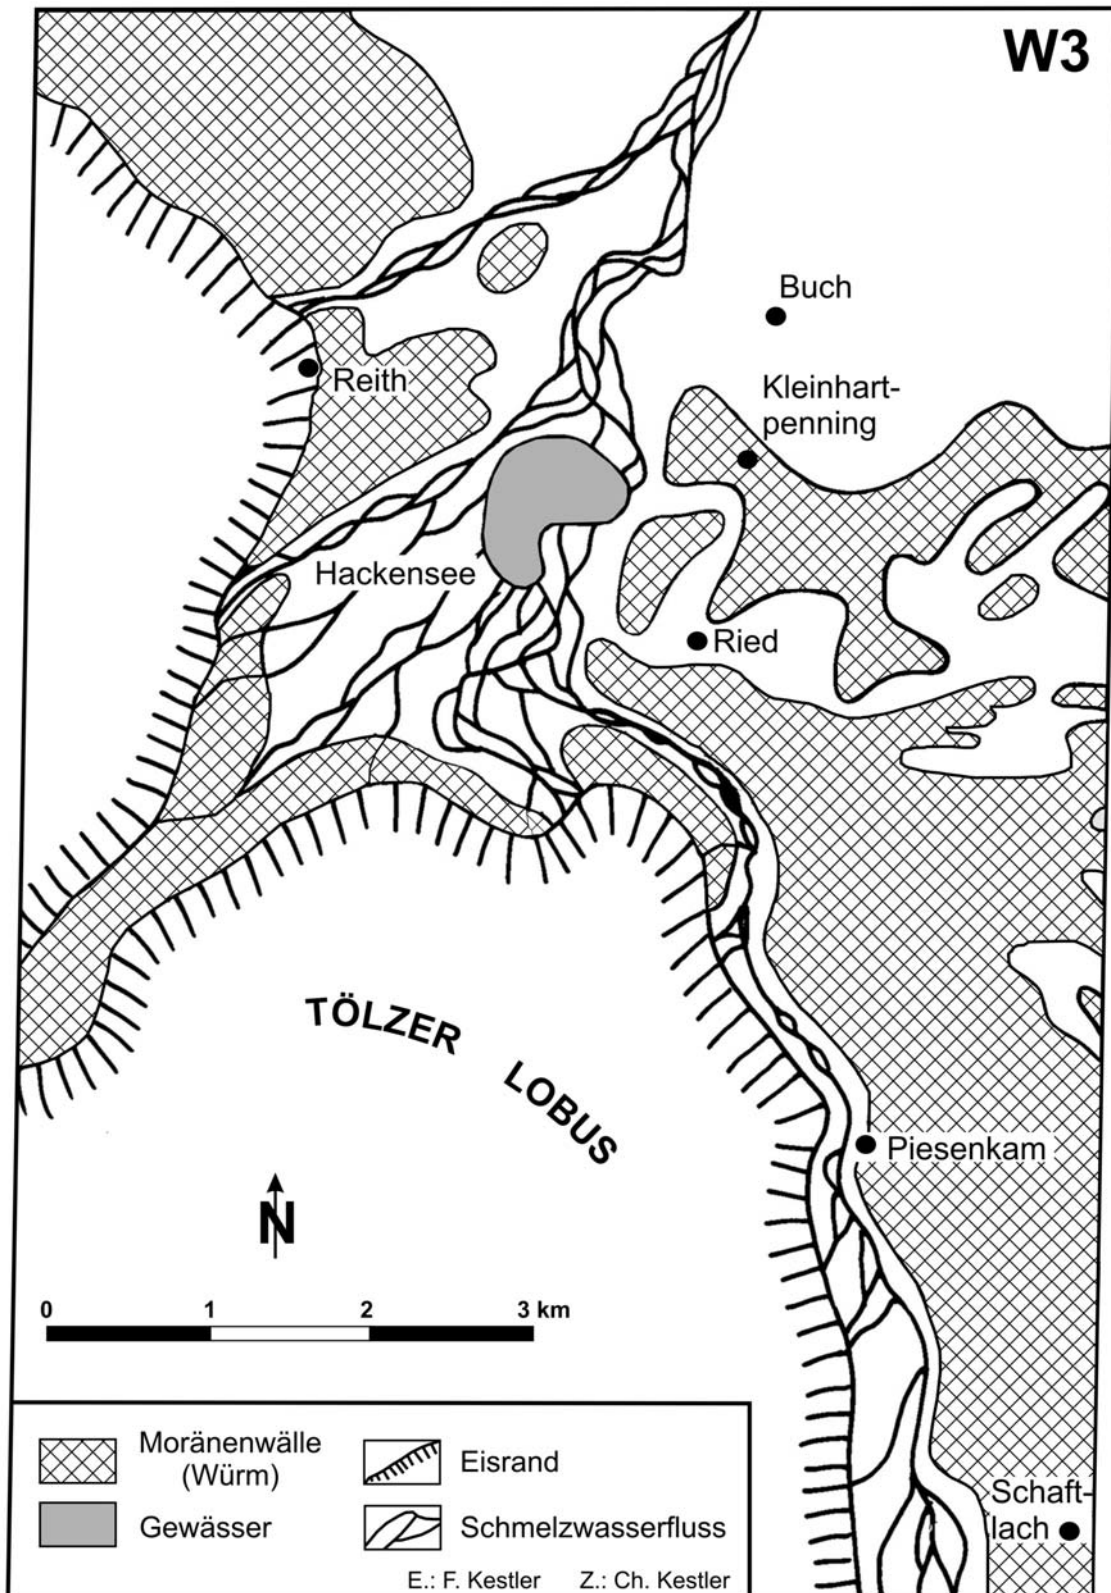 W3
Buch
Kleinhart-
penning
Reith
Hackensee
Ried
TÖLZER LOBUS
Piesenkam
N
0 1 2 3 km
Moränenwälle
(Würm)
Eisrand
Gewässer
Schmelzwasserfluss
Schaft-
lach
E.: F. Kestler Z.: Ch. Kestler